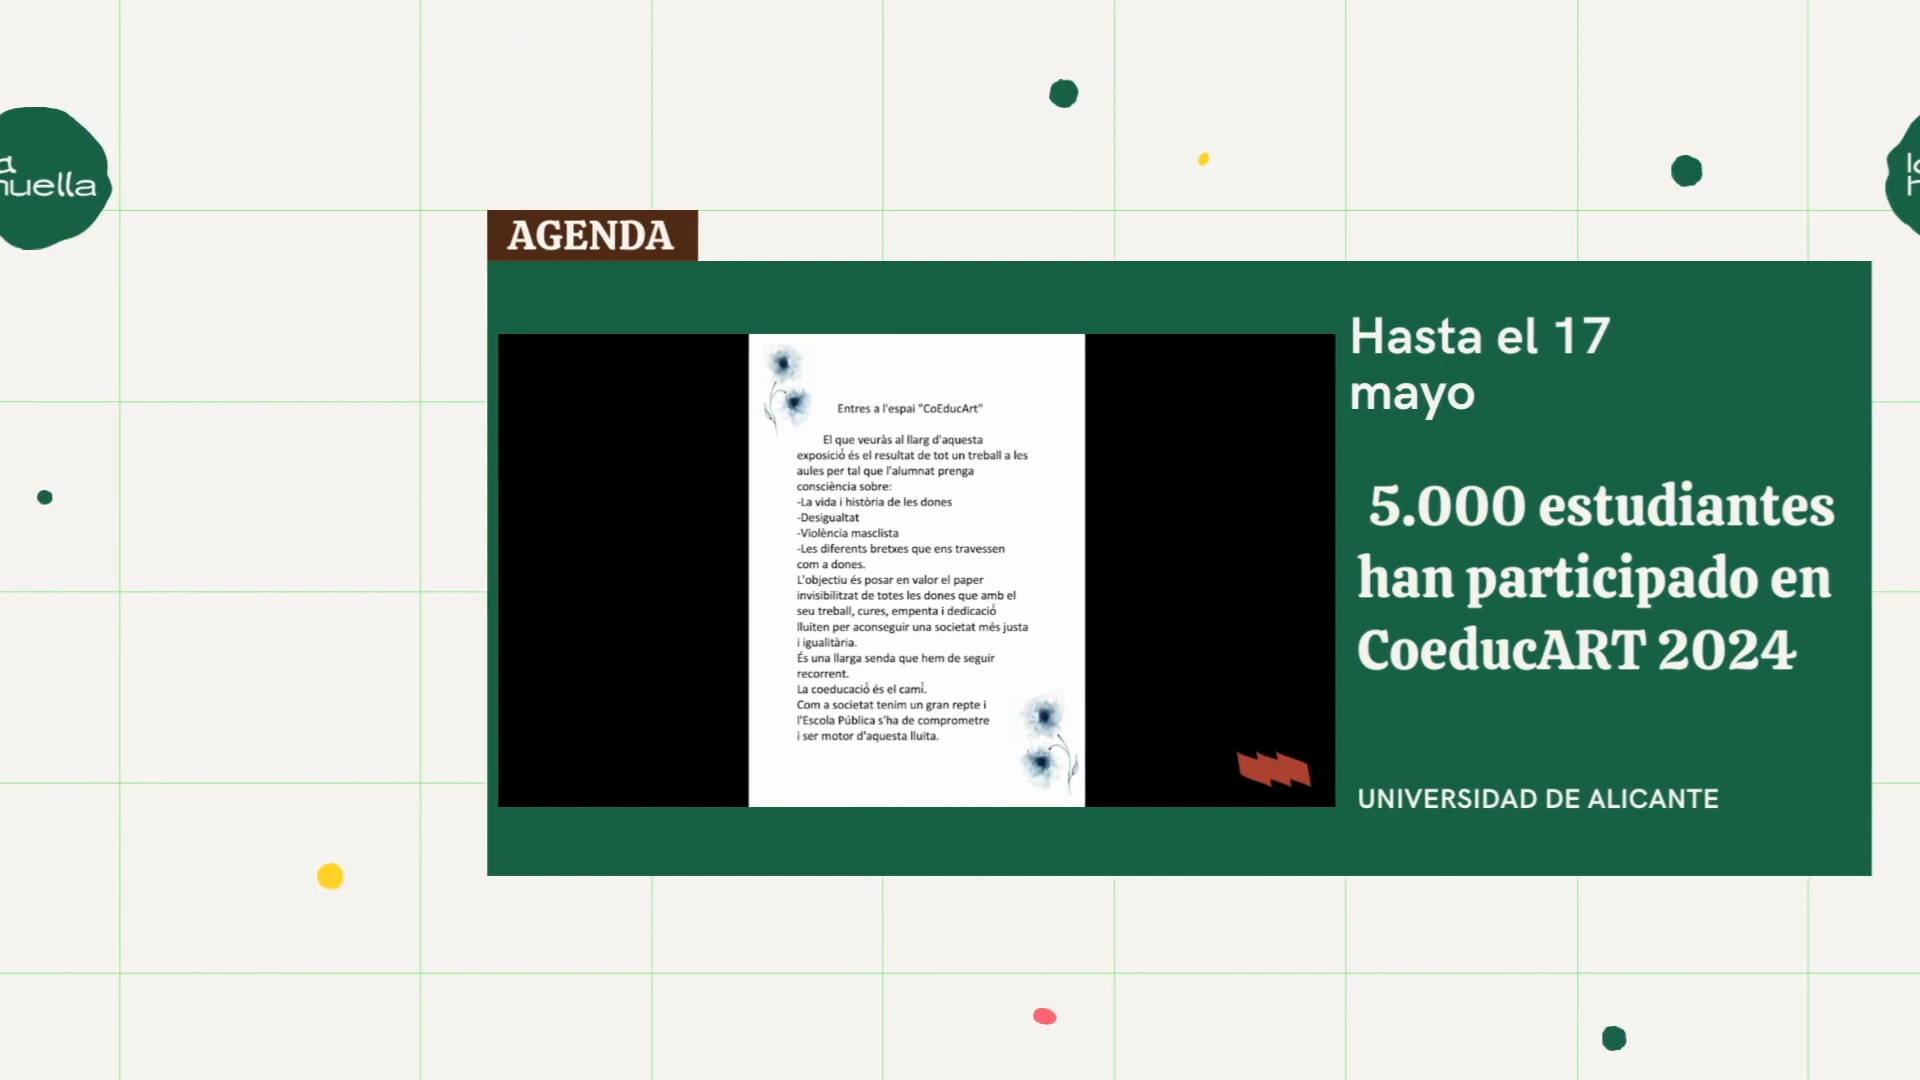 a
huella
AGENDA
Entres a l'espai "CoEducArt"
El que veuràs al llarg d'aquesta
exposició és el resultat de tot un treball a les
aules per tal que l'alumnat prenga
consciència sobre:
-La vida i història de les dones
-Desigualtat
-Violència masclista
-Les diferents bretxes que ens travessen
com a dones.
L'objectiu és posar en valor el paper
invisibilitzat de totes les dones que amb el
seu treball, cures, empenta i dedicació
lluiten per aconseguir una societat més justa
i igualitària.
És una llarga senda que hem de seguir
recorrent.
La coeducació és el camí.
Com a societat tenim un gran repte i
l'Escola Pública s'ha de comprometre
i ser motor d'aquesta lluita.
Hasta el 17
mayo
5.000 estudiantes
han participado en
CoeducART 2024
UNIVERSIDAD DE ALICANTE